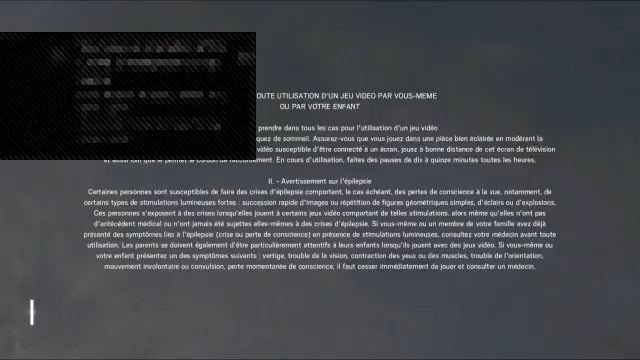 OUTE UTILISATION D'UN JEU VIDEO PAR VOUS-MEME
OU PAR VOTRE ENFANT
prendre dans tous les cas pour l'utilisation d'un jeu vidéo
quez de sommeil. Assurez-vous que vous jouez dans une pièce bien éclairée en modérant la
vidéo susceptible d'être connecté à un écran, jouez à bonne distance de cet écran de télévision
et aussi loin que le permet le cordon de raccordement. En cours d'utilisation, faites des pauses de dix à quinze minutes toutes les heures.
II. - Avertissement sur l'épilepsie
Certaines personnes sont susceptibles de faire des crises d'épilepsie comportant, le cas échéant, des pertes de conscience à la vue, notamment, de
certains types de stimulations lumineuses fortes : succession rapide d'images ou répétition de figures géométriques simples, d'éclairs ou d'explosions.
Ces personnes s'exposent à des crises lorsqu'elles jouent à certains jeux vidéo comportant de telles stimulations, alors même qu'elles n'ont pas
d'antécédent médical ou n'ont jamais été sujettes elles-mêmes à des crises d'épilepsie. Si vous-même ou un membre de votre famille avez déjà
présenté des symptômes liés à l'épilepsie (crise ou perte de conscience) en présence de stimulations lumineuses, consultez votre médecin avant toute
utilisation. Les parents se doivent également d'être particulièrement attentifs à leurs enfants lorsqu'ils jouent avec des jeux vidéo. Si vous-même ou
votre enfant présentez un des symptômes suivants : vertige, trouble de la vision, contraction des yeux ou des muscles, trouble de l'orientation,
mouvement involontaire ou convulsion, perte momentanée de conscience, il faut cesser immédiatement de jouer et consulter un médecin.